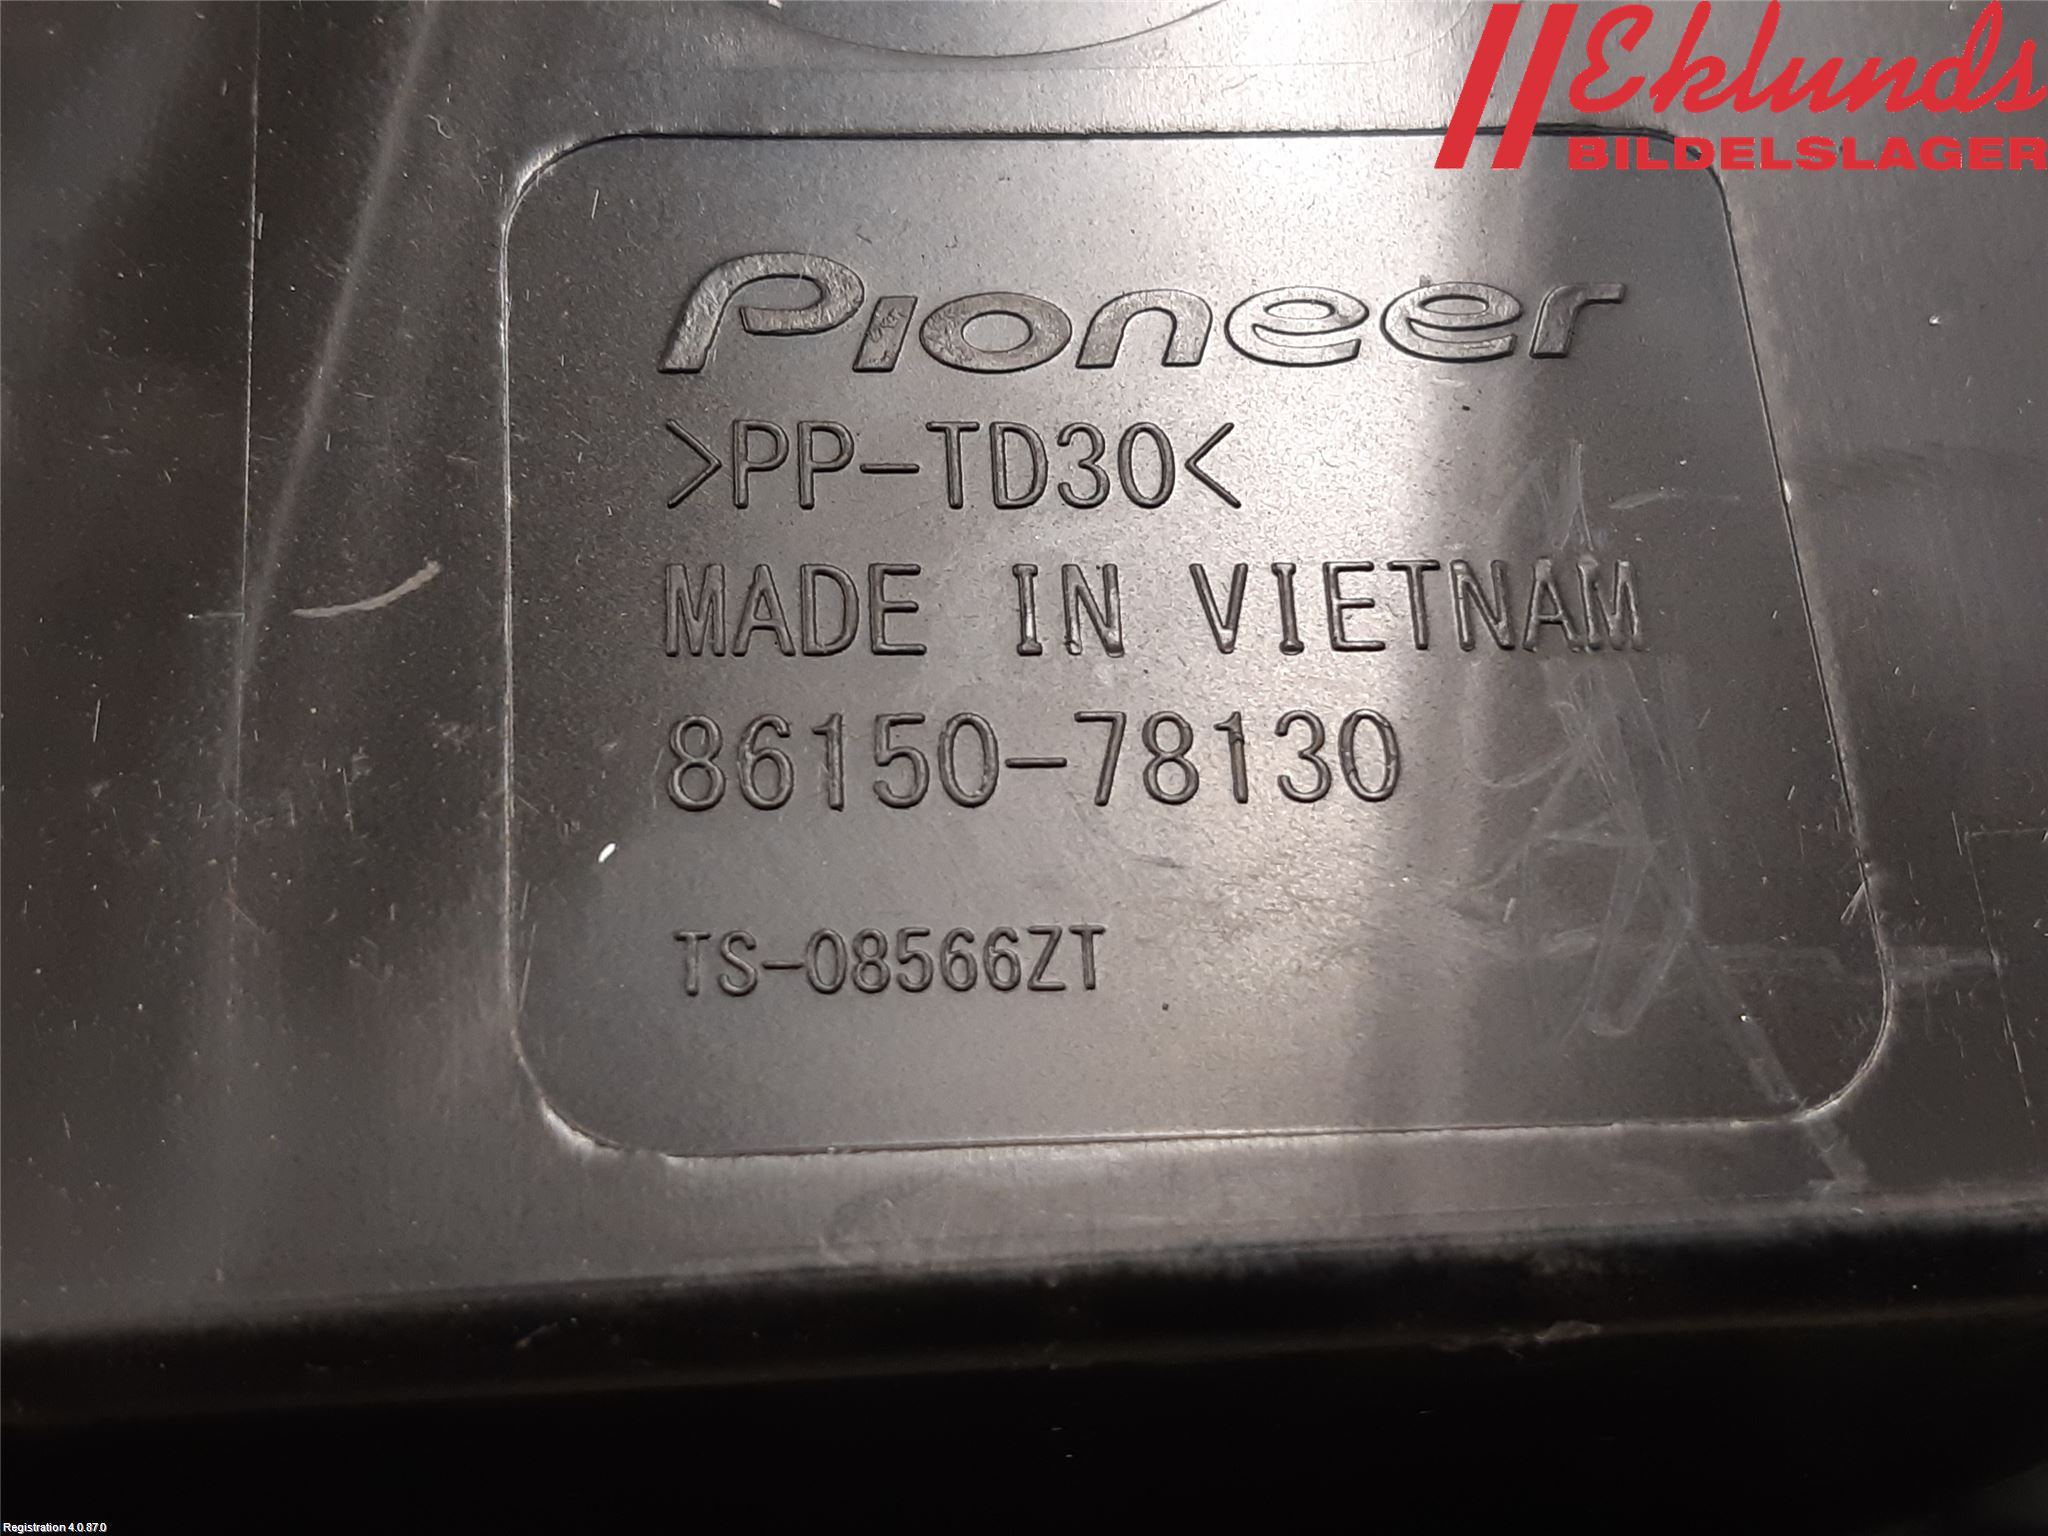 Eklunds
BILDELSLAGER
Pioneer
>PP-TD30<
MADE IN VIETNAM
86150-78130
TS-08566ZT
Registration 4.0.87.0